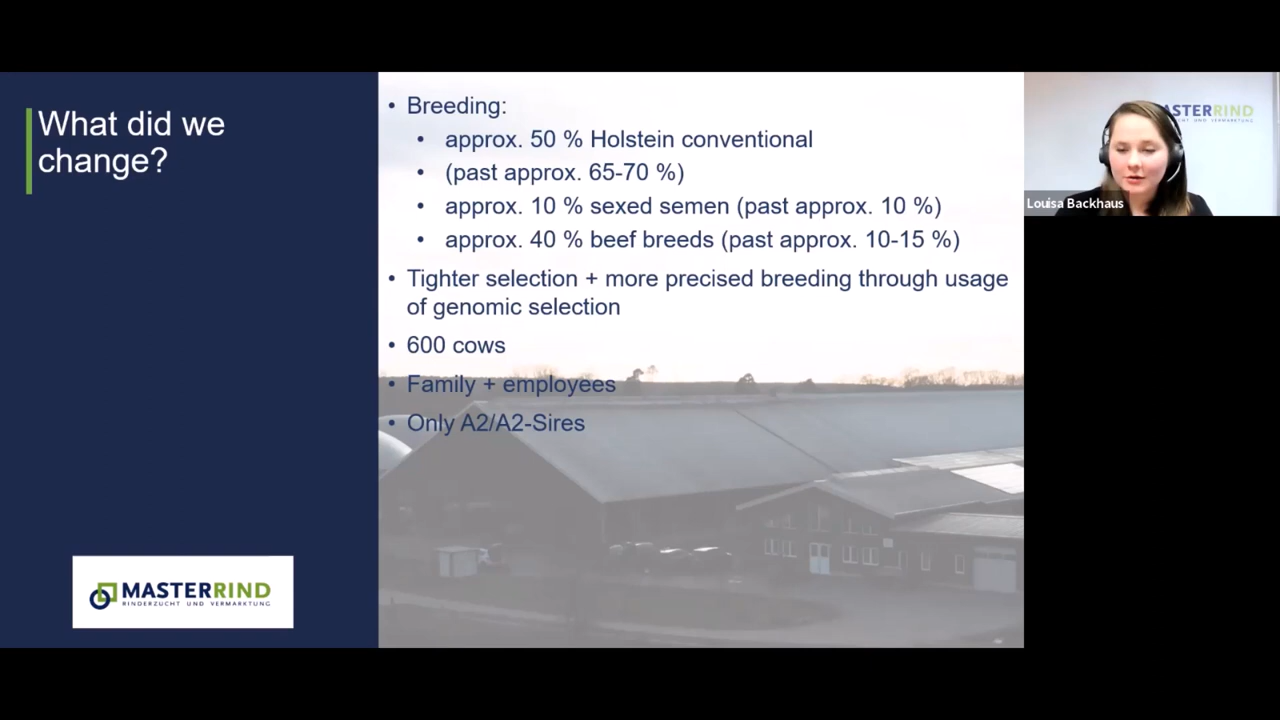 What did we
change?
• Breeding:
• approx. 50 % Holstein conventional
• (past approx. 65-70 %)
• approx. 10 % sexed semen (past approx. 10 %)
• approx. 40 % beef breeds (past approx. 10-15 %)
• Tighter selection + more precised breeding through usage
of genomic selection
• 600 cows
• Family + employees
• Only A2/A2-Sires
MASTERRIND
RINDERZUCHT UND VERMARKTUNG
ASTERRIND
Louisa Backhaus